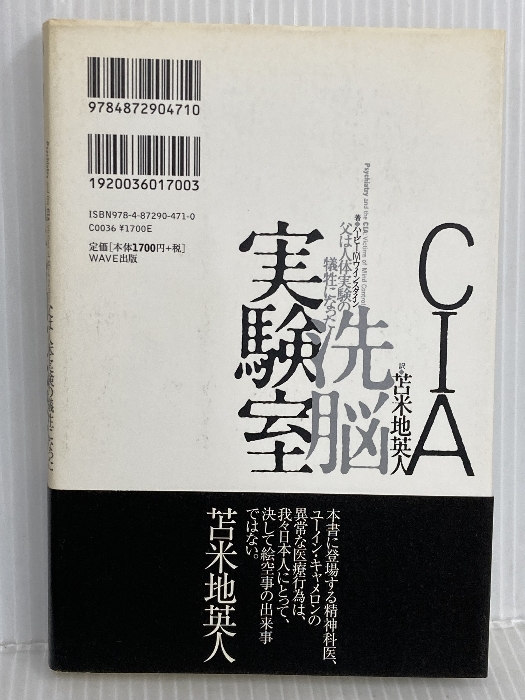 9784872904710
1920036017003
ISBN978-4-87290-471-0
C0036 ¥1700E
定価[本体1700円+税]
WAVE出版
CIA
洗脳
実験室
父は人体実験の
犠牲になった
著●ハービー・M・ワインスタイン
Psychiatry and the CIA: Victims of Mind Control
訳●苫米地英人
本書に登場する精神科医、
ユーイン・キャメロンの
異常な医療行為は、
我々日本人にとって、
決して絵空事の出来事
ではない。
苫米地英人